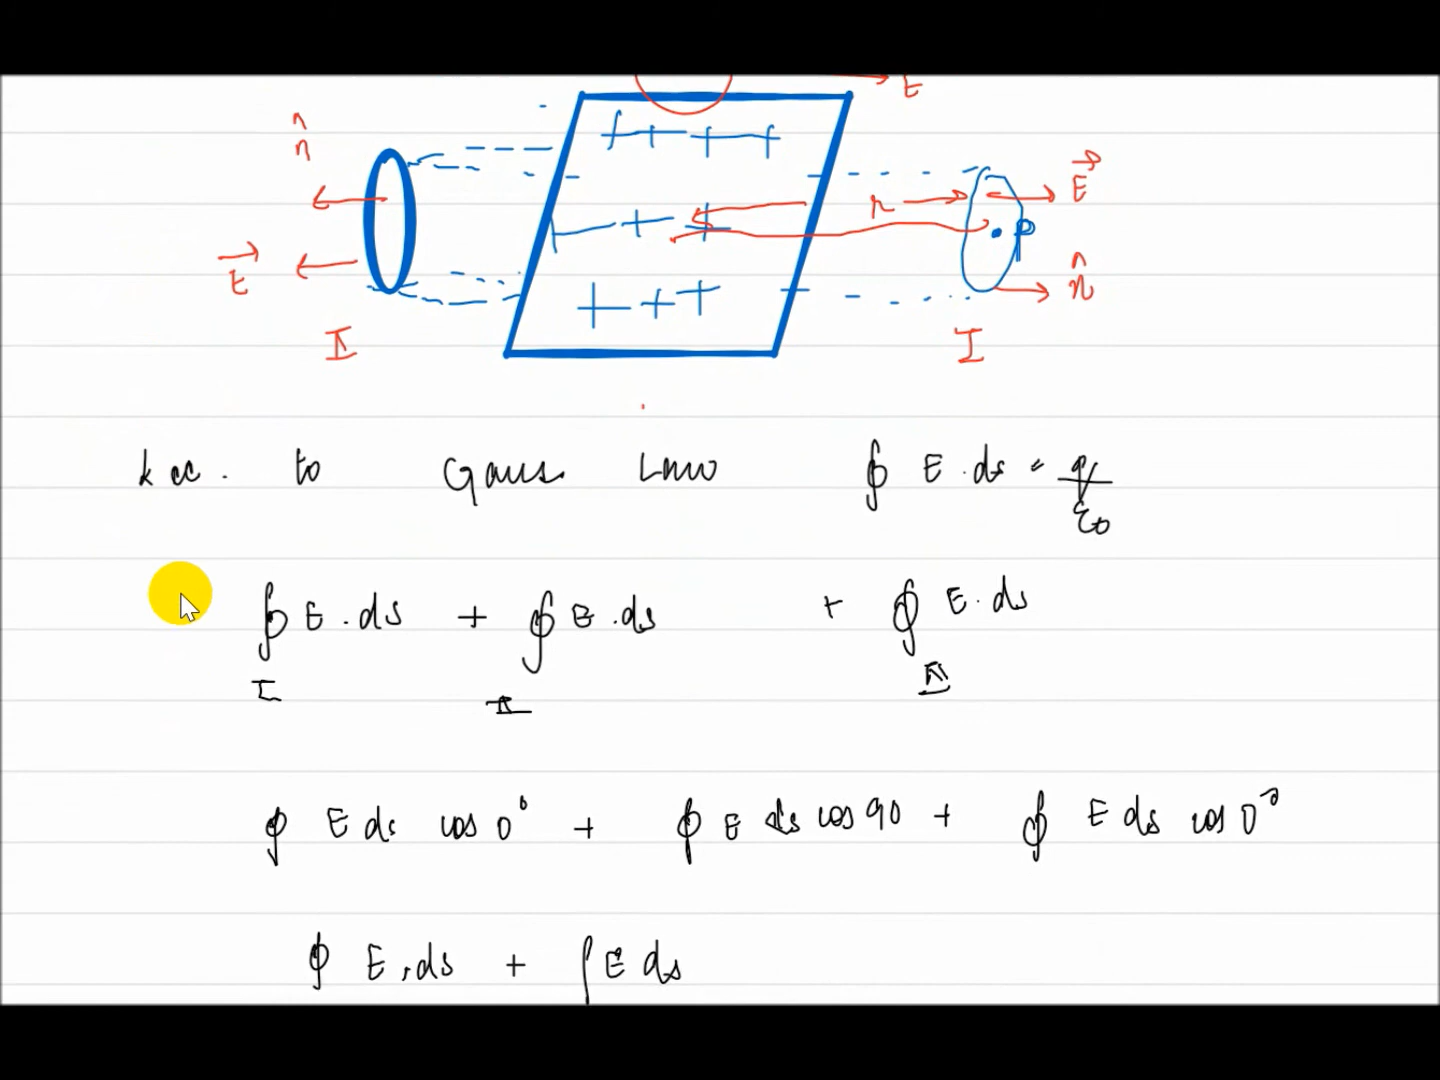 E
n̂ r E⃗
P
E⃗ n̂
II I
Acc. to Gauss Law ∮ E . ds = q/ε₀
∮ E . ds + ∮ E . ds + ∮ E . ds
I II
∮ E ds cos 0° + ∮ E ds cos 90 + ∮ E ds cos 0°
∮ E . ds + ∫ E ds